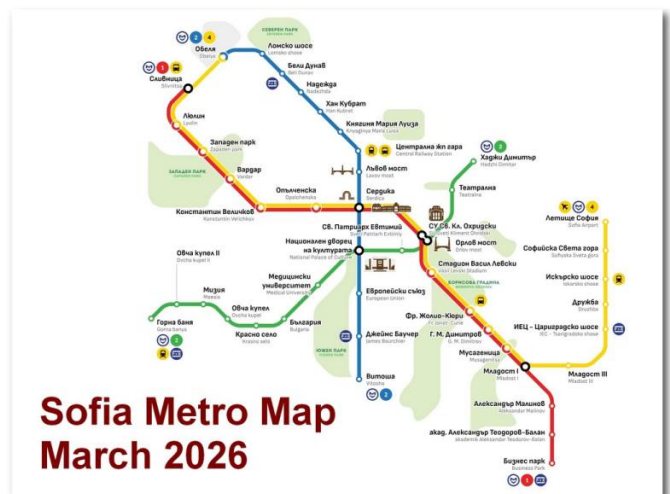 СЕВЕРЕН ПАРК
Обеля
Obelya
Ломско шосе
Lomsko shose
Бели Дунав
Beli Dunav
Сливница
Slivnitsa
Надежда
Nadezhda
Хан Кубрат
Han Kubrat
Люлин
Lyulin
Княгиня Мария Луиза
Knyaginya Maria Luiza
Западен парк
Zapaden park
Централна жп гара
Central Railway Station
Хаджи Димитър
Hadzhi Dimitar
ЗАПАДЕН ПАРК
Вардар
Vardar
Лъвов мост
Lavov most
Театрална
Teatralna
Опълченска
Opalchenska
Сердика
Serdica
Константин Величков
Konstantin Velichkov
Св. Патриарх Евтимий
Sveti Patriarh Evtimiy
СУ Св. Кл. Охридски
Летище София
Sofia Airport
Национален дворец
на културата
National Palace of Culture
Орлов мост
Orlov most
Софийска Света гора
Sofiyska Sveta gora
Овча купел II
Ovcha kupel II
Стадион Васил Левски
Vasil Levski Stadium
Медицински
университет
Medical University
Искърско шосе
Iskarsko shose
БОРИСОВА ГРАДИНА
Мизия
Moesia
Европейски съюз
European Union
Дружба
Druzhba
Овча купел
Ovcha kupel
Горна баня
Gorna banya
България
Bulgaria
Фр. Жолио-Кюри
Красно село
Krasno selo
Джеймс Баучер
James Bourchier
Г. М. Димитров
G. M. Dimitrov
ИЕЦ - Цариградско шосе
IEC - Tsarigradsko shose
ЮЖЕН ПАРК
Мусагеница
Musagenitsa
Витоша
Vitosha
Младост I
Mladost I
Младост III
Mladost III
Александър Малинов
Aleksandar Malinov
акад. Александър Теодоров-Балан
akademik Aleksandar Teodorov-Balan
Бизнес парк
Business Park
Sofia Metro Map
March 2026